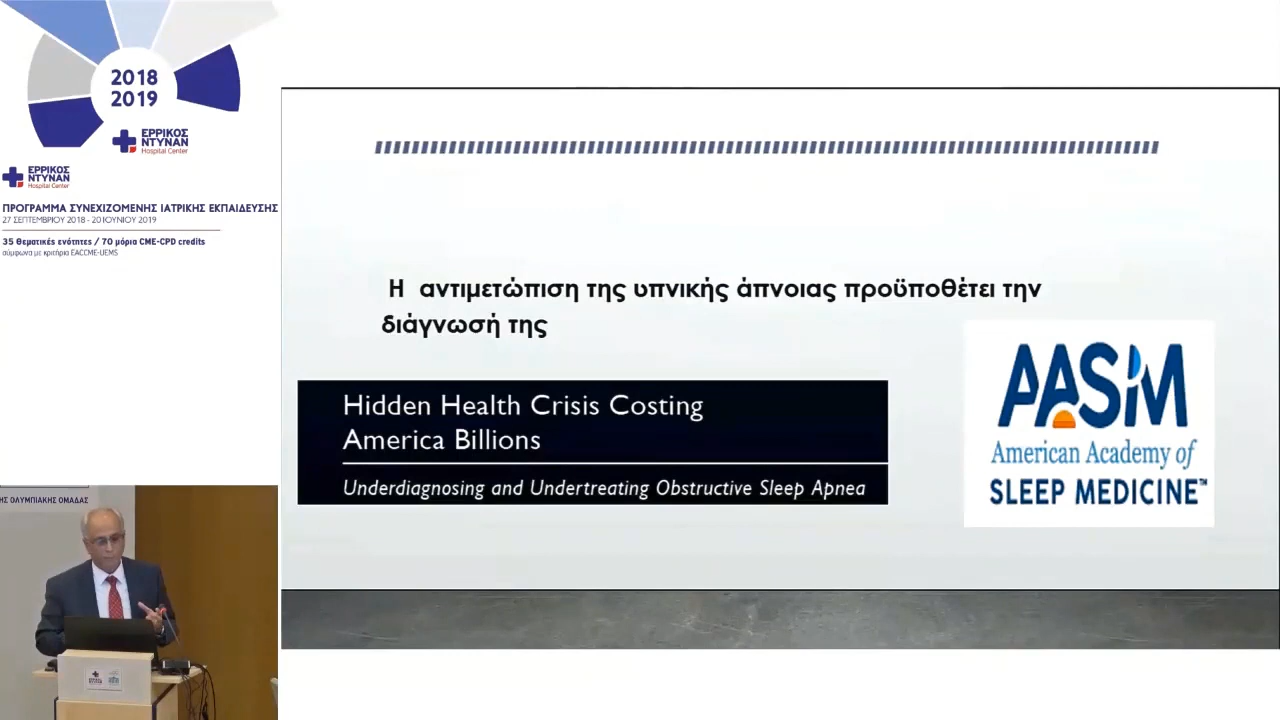 2018
2019
ΕΡΡΙΚΟΣ
ΝΤΥΝΑΝ
Hospital Center
ΕΡΡΙΚΟΣ
ΝΤΥΝΑΝ
Hospital Center
ΠΡΟΓΡΑΜΜΑ ΣΥΝΕΧΙΖΟΜΕΝΗΣ ΙΑΤΡΙΚΗΣ ΕΚΠΑΙΔΕΥΣΗΣ
27 ΣΕΠΤΕΜΒΡΙΟΥ 2018 - 20 ΙΟΥΝΙΟΥ 2019
35 θεματικές ενότητες / 70 μόρια CME-CPD credits
σύμφωνα με κριτήρια EACCME-UEMS
ΗΣ ΟΛΥΜΠΙΑΚΗΣ ΟΜΑΔΑΣ
Η αντιμετώπιση της υπνικής άπνοιας προϋποθέτει την
διάγνωσή της
Hidden Health Crisis Costing
America Billions
Underdiagnosing and Undertreating Obstructive Sleep Apnea
AASM
American Academy of
SLEEP MEDICINE™